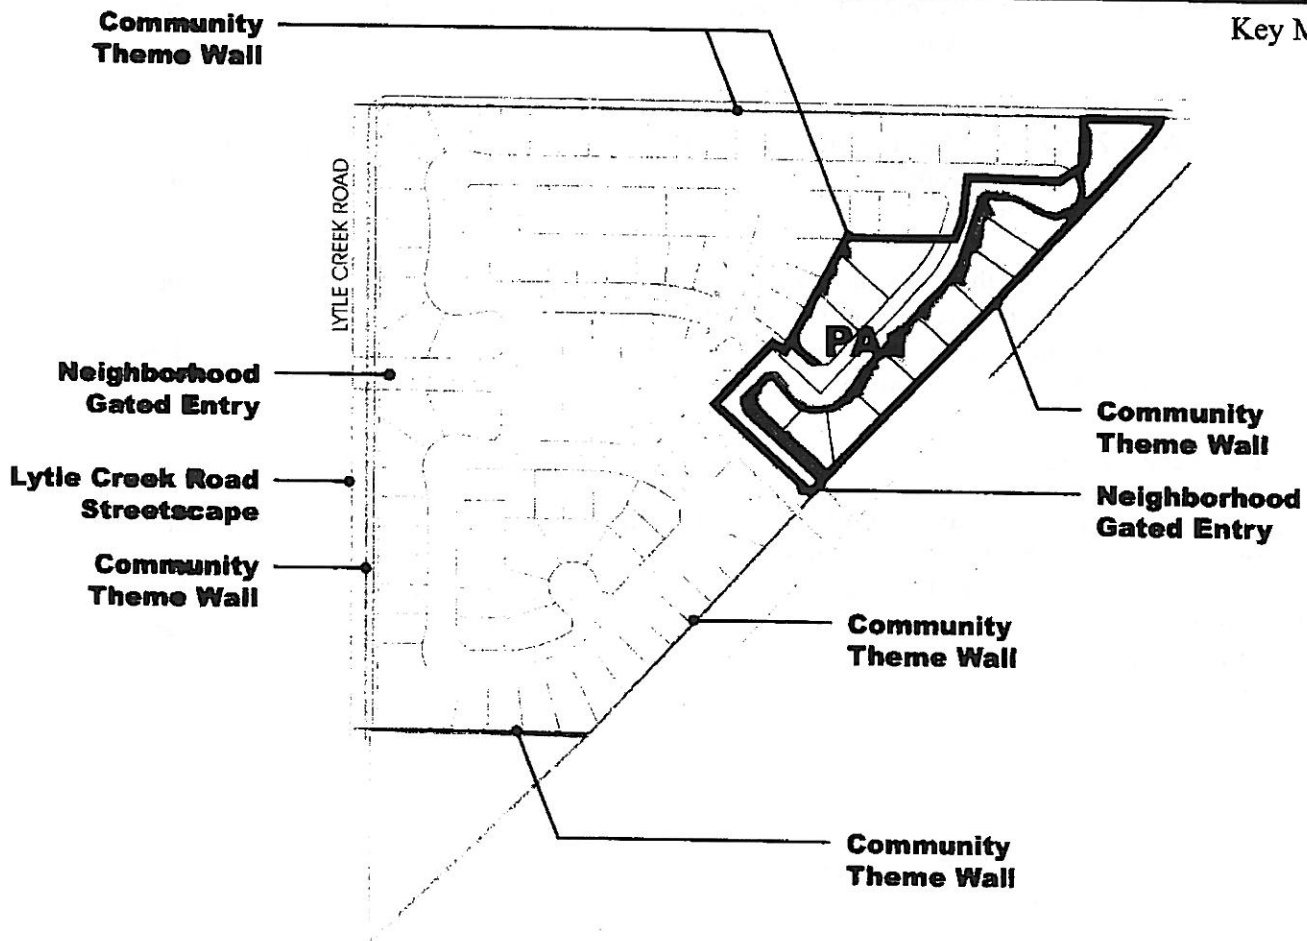 Community
Theme Wall
Key M
LYTLE CREEK ROAD
Neighborhood
Gated Entry
Lytle Creek Road
Streetscape
Community
Theme Wall
Community
Theme Wall
Neighborhood
Gated Entry
Community
Theme Wall
Community
Theme Wall